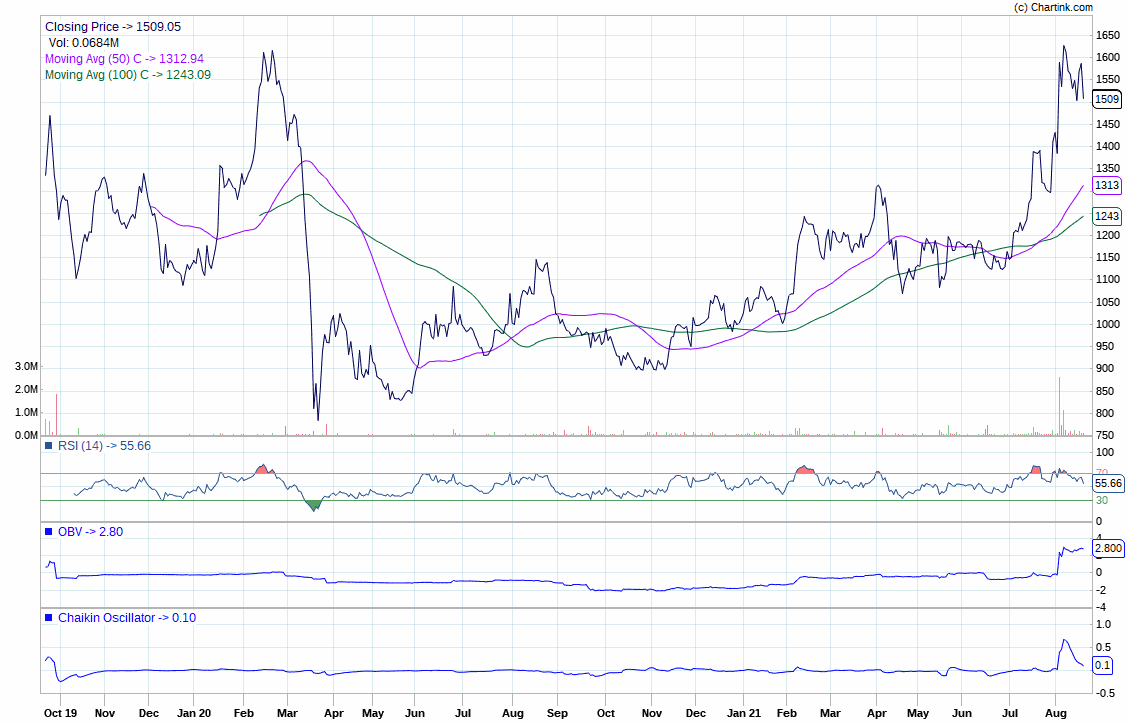 (c) Chartink.com
Closing Price -> 1509.05
Vol: 0.0684M
Moving Avg (50) C -> 1312.94
Moving Avg (100) C -> 1243.09
1650
1600
1550
1509
1450
1400
1350
1313
1243
1200
1150
1100
1050
1000
950
900
850
800
750
3.0M
2.0M
1.0M
0.0M
RSI (14) -> 55.66
100
70
55.66
30
0
OBV -> 2.80
4
2.800
0
-2
-4
Chaikin Oscillator -> 0.10
1.0
0.5
0.1
-0.5
Oct 19 Nov Dec Jan 20 Feb Mar Apr May Jun Jul Aug Sep Oct Nov Dec Jan 21 Feb Mar Apr May Jun Jul Aug